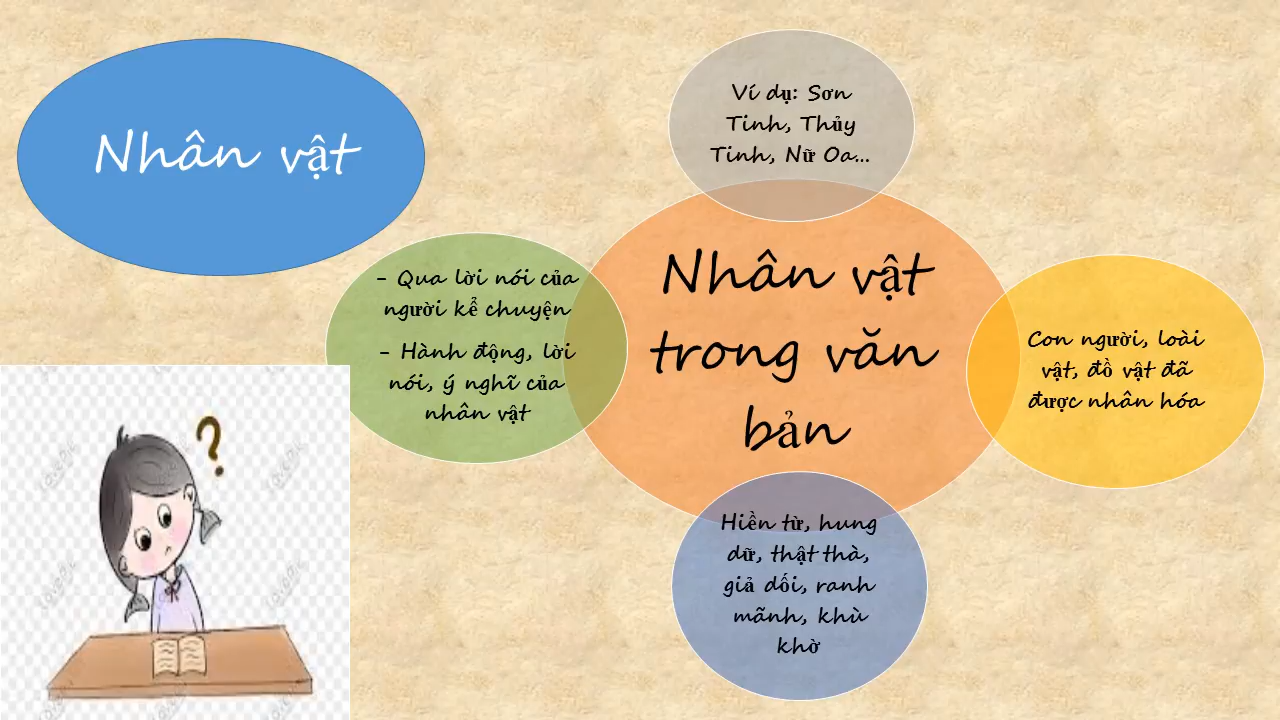 Nhân vật
Ví dụ: Sơn
Tinh, Thủy
Tinh, Nữ Oa...
- Qua lời nói của
người kể chuyện
- Hành động, lời
nói, ý nghĩ của
nhân vật
Nhân vật
trong văn
bản
Con người, loài
vật, đồ vật đã
được nhân hóa
Hiền từ, hung
dữ, thật thà,
giả dối, ranh
mãnh, khù
khờ
?